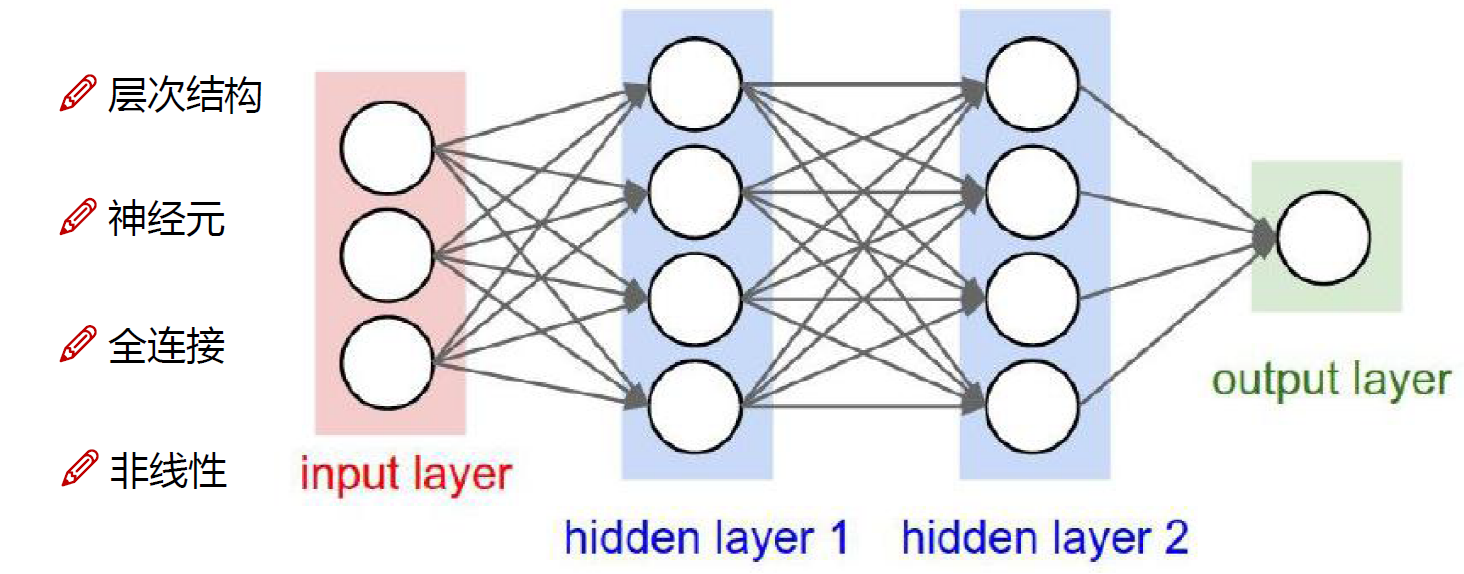 层次结构
神经元
全连接
非线性
input layer
hidden layer 1
hidden layer 2
output layer